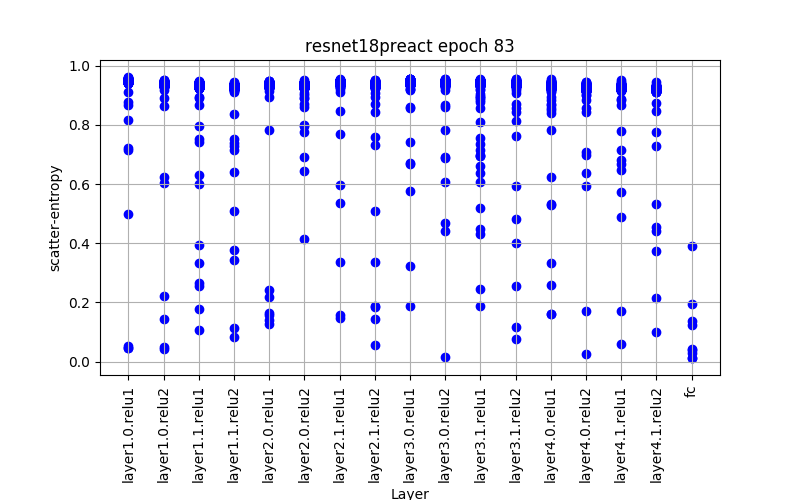 resnet18preact epoch 83
scatter-entropy
1.0
0.8
0.6
0.4
0.2
0.0
layer1.0.relu1
layer1.0.relu2
layer1.1.relu1
layer1.1.relu2
layer2.0.relu1
layer2.0.relu2
layer2.1.relu1
layer2.1.relu2
layer3.0.relu1
layer3.0.relu2
layer3.1.relu1
layer3.1.relu2
layer4.0.relu1
layer4.0.relu2
layer4.1.relu1
layer4.1.relu2
fc
Layer